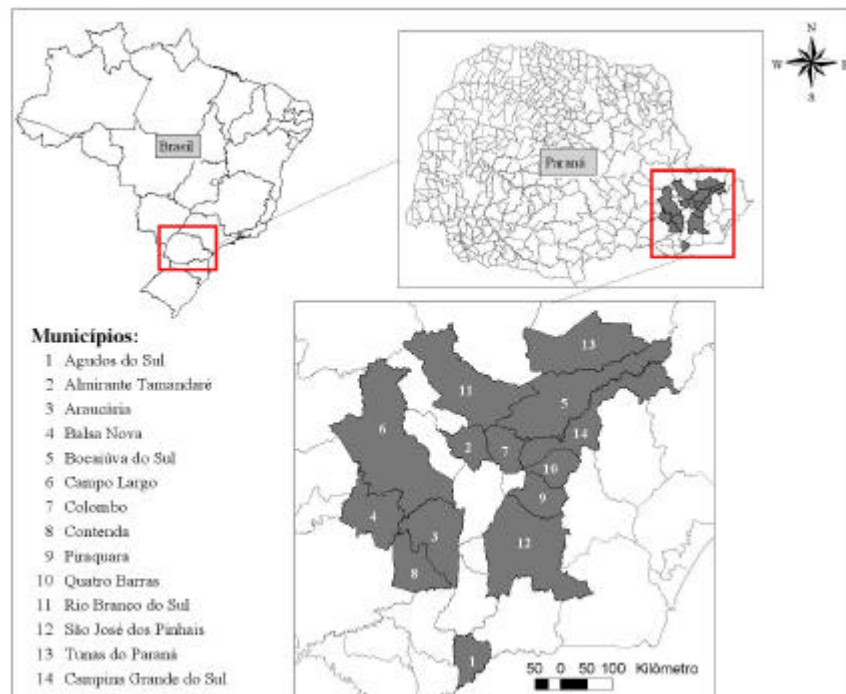 N
W E
S
Brasil
Paraná
Municípios:
1 Agudos do Sul
2 Almirante Tamandaré
3 Araucária
4 Balsa Nova
5 Bocaiúva do Sul
6 Campo Largo
7 Colombo
8 Contenda
9 Piraquara
10 Quatro Barras
11 Rio Branco do Sul
12 São José dos Pinhais
13 Tunas do Paraná
14 Campina Grande do Sul
13
11
5
6
14
2
7
10
9
4
3
12
8
1
50 0 50 100 Kilômetro